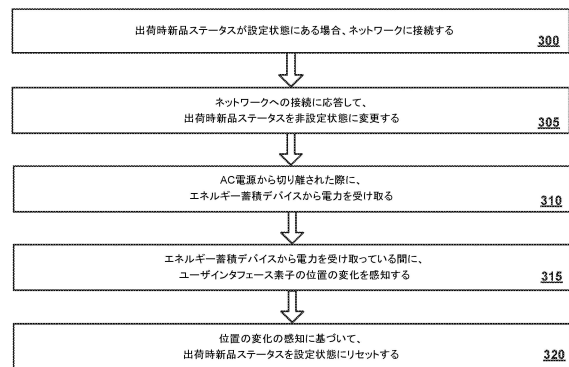 出荷時新品ステータスが設定状態にある場合、ネットワークに接続する
300
ネットワークへの接続に応答して、
出荷時新品ステータスを非設定状態に変更する
305
AC電源から切り離された際に、
エネルギー蓄積デバイスから電力を受け取る
310
エネルギー蓄積デバイスから電力を受け取っている間に、
ユーザインタフェース素子の位置の変化を感知する
315
位置の変化の感知に基づいて、
出荷時新品ステータスを設定状態にリセットする
320